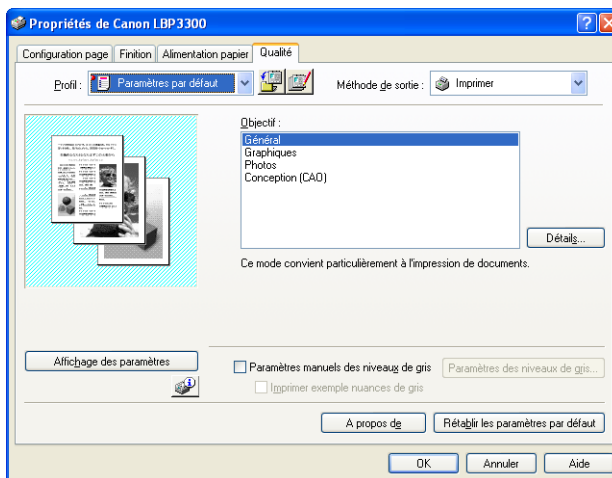 Propriétés de Canon LBP3300
Configuration page Finition Alimentation papier Qualité
Profil : Paramètres par défaut Méthode de sortie : Imprimer
Objectif :
Général
Graphiques
Photos
Conception (CAO)
Détails...
Ce mode convient particulièrement à l'impression de documents.
Affichage des paramètres
Paramètres manuels des niveaux de gris Paramètres des niveaux de gris...
Imprimer exemple nuances de gris
A propos de Rétablir les paramètres par défaut
OK Annuler Aide